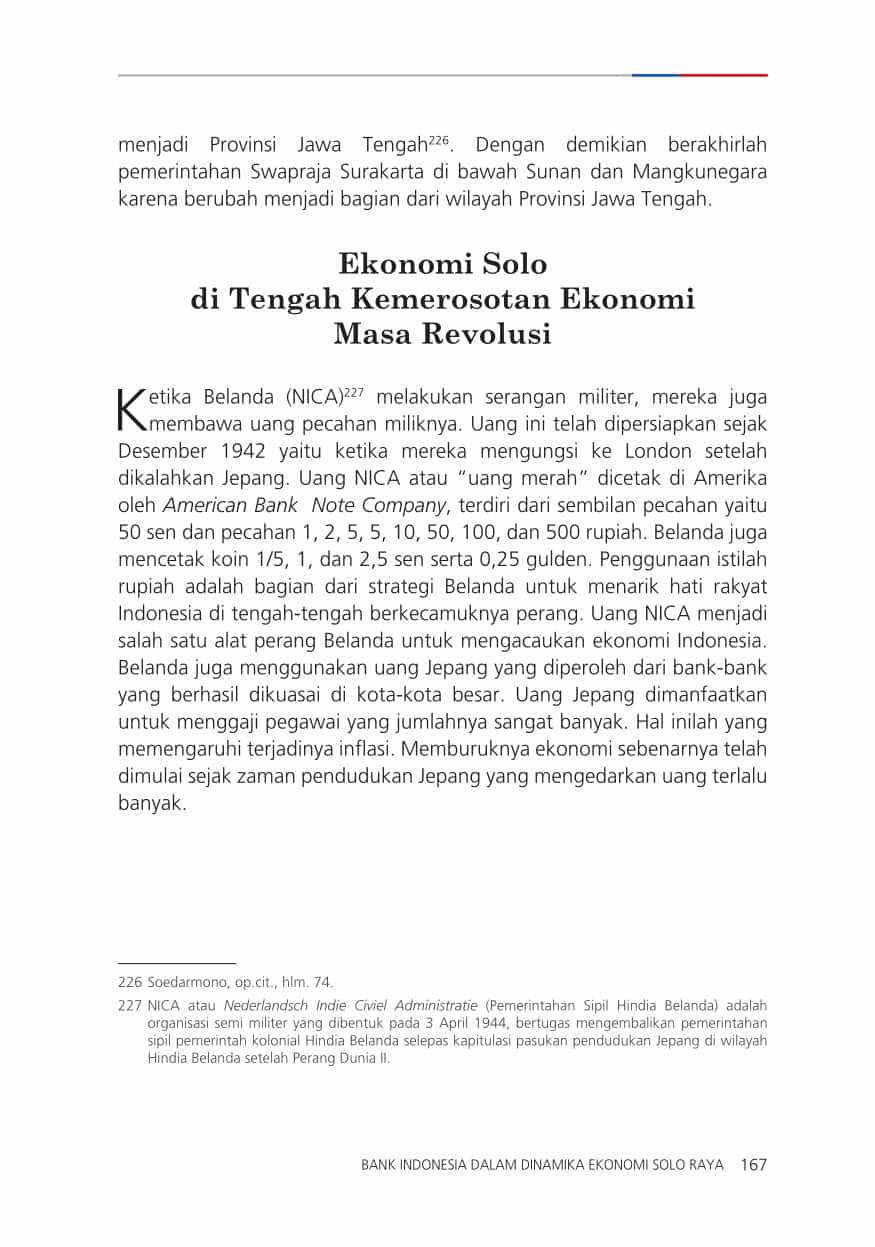 menjadi Provinsi Jawa Tengah226. Dengan demikian berakhirlah
pemerintahan Swapraja Surakarta di bawah Sunan dan Mangkunegara
karena berubah menjadi bagian dari wilayah Provinsi Jawa Tengah.
Ekonomi Solo
di Tengah Kemerosotan Ekonomi
Masa Revolusi
Ketika Belanda (NICA)227 melakukan serangan militer, mereka juga
membawa uang pecahan miliknya. Uang ini telah dipersiapkan sejak
Desember 1942 yaitu ketika mereka mengungsi ke London setelah
dikalahkan Jepang. Uang NICA atau “uang merah” dicetak di Amerika
oleh American Bank Note Company, terdiri dari sembilan pecahan yaitu
50 sen dan pecahan 1, 2, 5, 5, 10, 50, 100, dan 500 rupiah. Belanda juga
mencetak koin 1/5, 1, dan 2,5 sen serta 0,25 gulden. Penggunaan istilah
rupiah adalah bagian dari strategi Belanda untuk menarik hati rakyat
Indonesia di tengah-tengah berkecamuknya perang. Uang NICA menjadi
salah satu alat perang Belanda untuk mengacaukan ekonomi Indonesia.
Belanda juga menggunakan uang Jepang yang diperoleh dari bank-bank
yang berhasil dikuasai di kota-kota besar. Uang Jepang dimanfaatkan
untuk menggaji pegawai yang jumlahnya sangat banyak. Hal inilah yang
memengaruhi terjadinya inflasi. Memburuknya ekonomi sebenarnya telah
dimulai sejak zaman pendudukan Jepang yang mengedarkan uang terlalu
banyak.
226 Soedarmono, op.cit., hlm. 74.
227 NICA atau Nederlandsch Indie Civiel Administratie (Pemerintahan Sipil Hindia Belanda) adalah
organisasi semi militer yang dibentuk pada 3 April 1944, bertugas mengembalikan pemerintahan
sipil pemerintah kolonial Hindia Belanda selepas kapitulasi pasukan pendudukan Jepang di wilayah
Hindia Belanda setelah Perang Dunia II.
BANK INDONESIA DALAM DINAMIKA EKONOMI SOLO RAYA 167